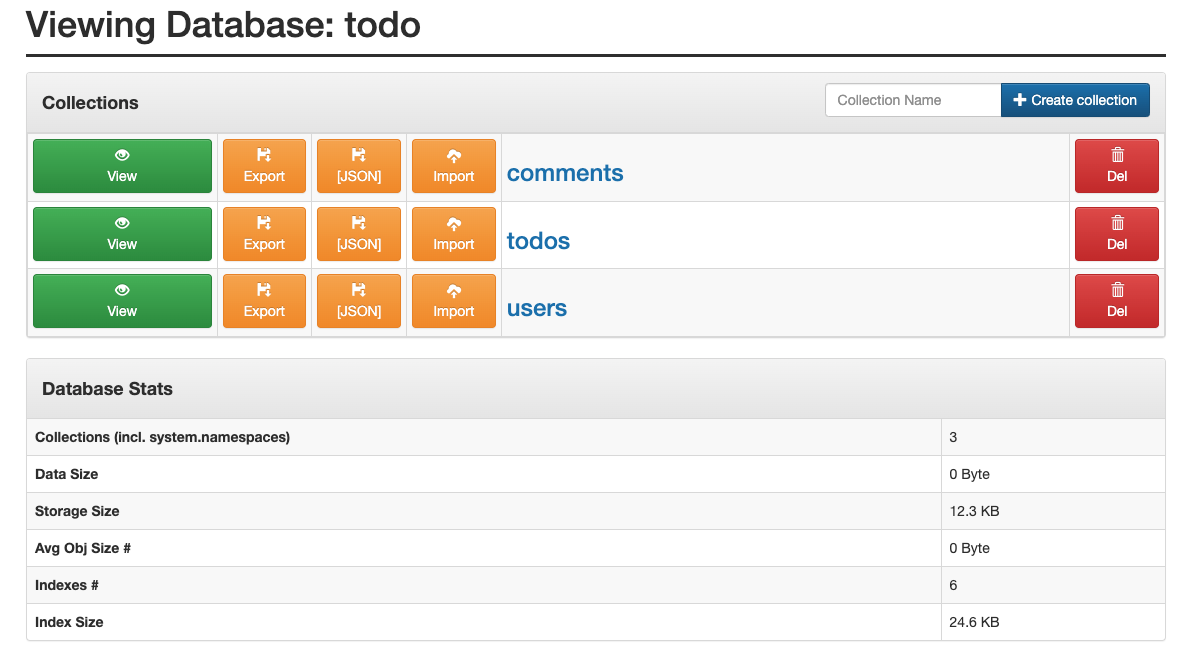 Viewing Database: todo
Collections
Collection Name
Create collection
View Export [JSON] Import comments Del
View Export [JSON] Import todos Del
View Export [JSON] Import users Del
Database Stats
Collections (incl. system.namespaces) 3
Data Size 0 Byte
Storage Size 12.3 KB
Avg Obj Size # 0 Byte
Indexes # 6
Index Size 24.6 KB